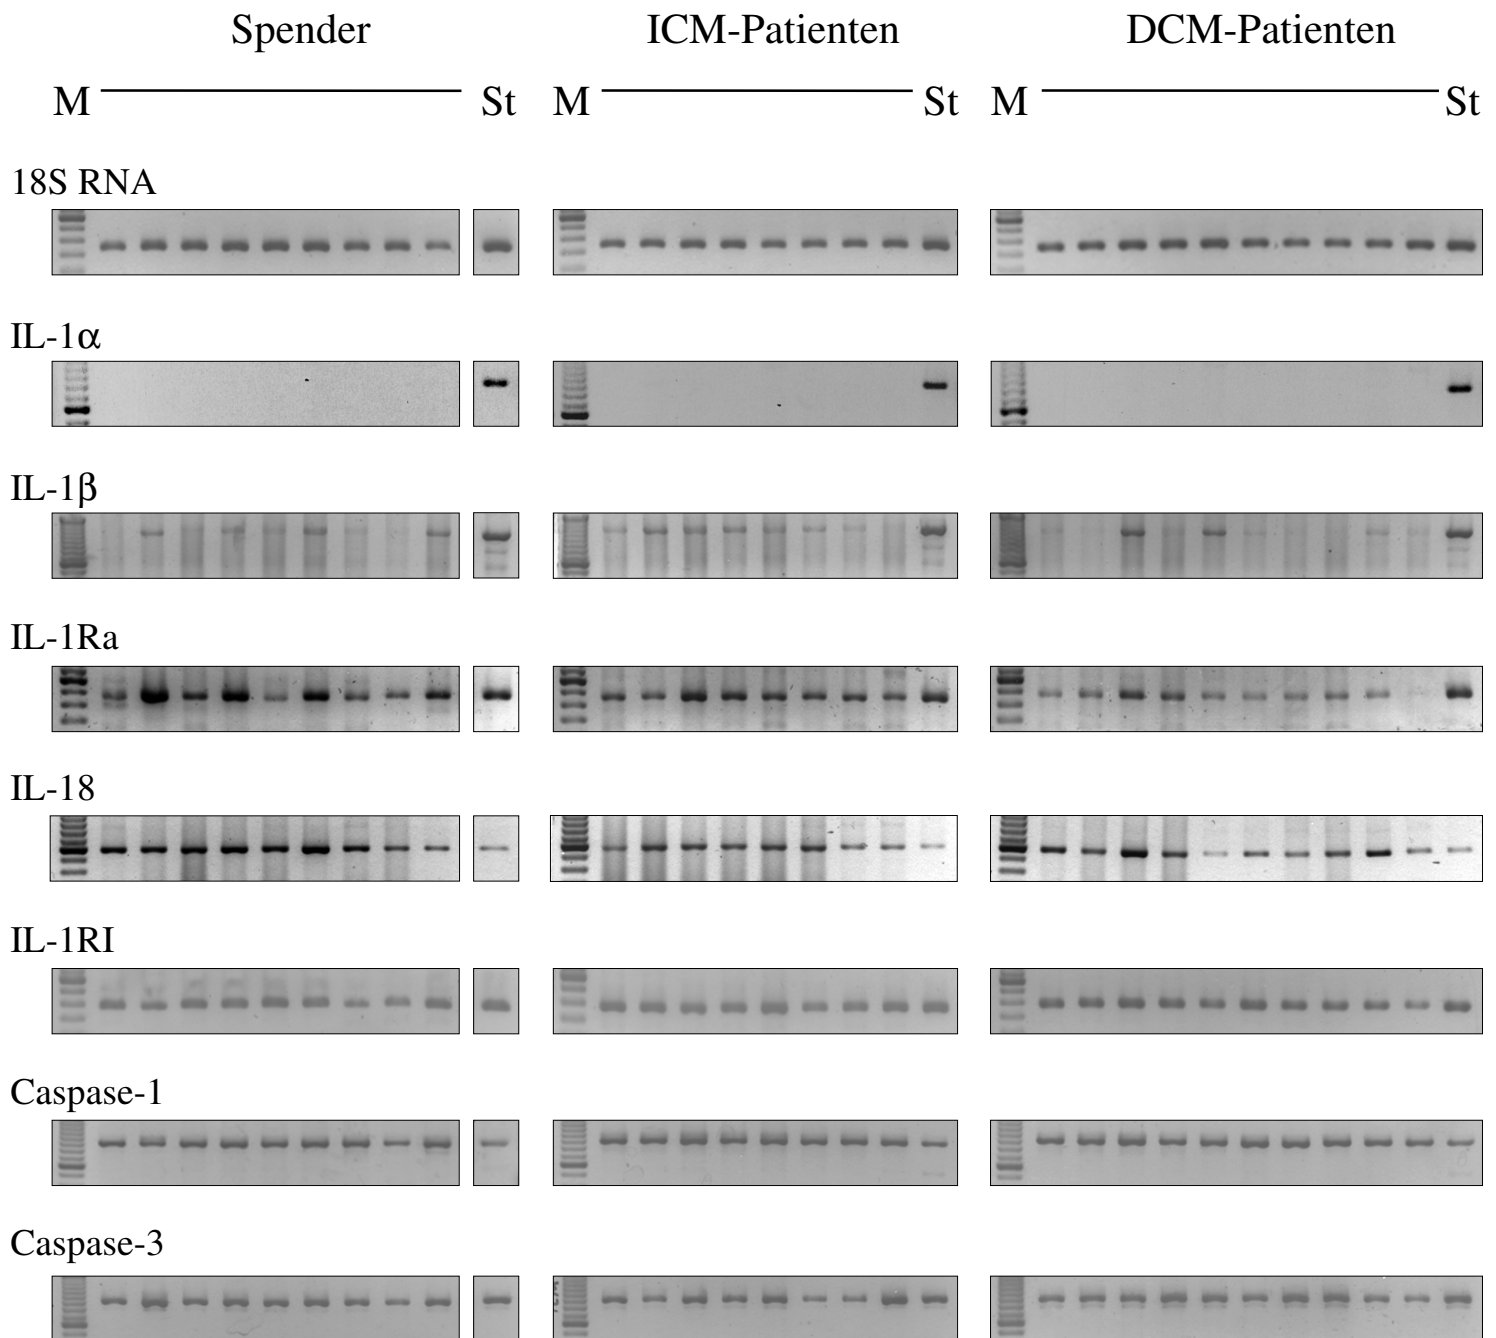 Spender ICM-Patienten DCM-Patienten
M St M St M St
18S RNA
IL-1α
IL-1β
IL-1Ra
IL-18
IL-1RI
Caspase-1
Caspase-3